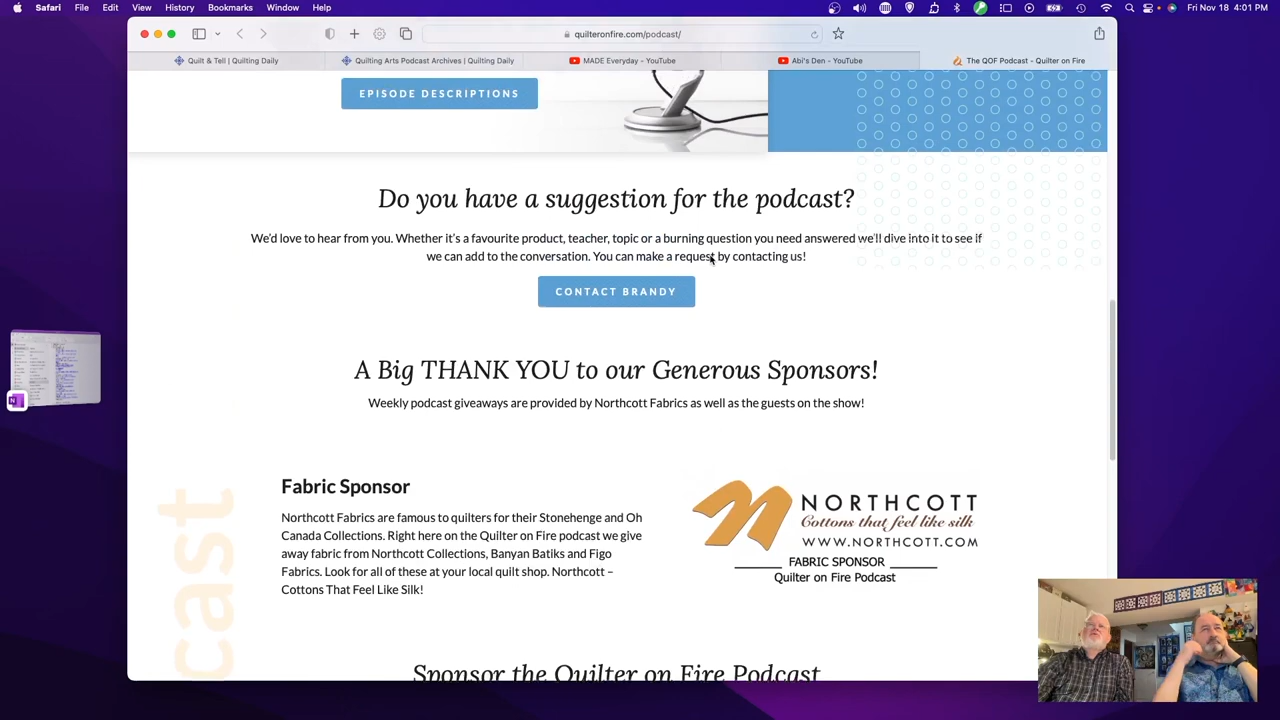 Safari File Edit View History Bookmarks Window Help Fri Nov 18 4:01 PM
quilteronfire.com/podcast/
Quilt & Tell | Quilting Daily
Quilting Arts Podcast Archives | Quilting Daily
MADE Everyday - YouTube
Abi's Den - YouTube
The QOF Podcast - Quilter on Fire
EPISODE DESCRIPTIONS
Do you have a suggestion for the podcast?
We'd love to hear from you. Whether it's a favourite product, teacher, topic or a burning question you need answered we'll dive into it to see if
we can add to the conversation. You can make a request by contacting us!
CONTACT BRANDY
A Big THANK YOU to our Generous Sponsors!
Weekly podcast giveaways are provided by Northcott Fabrics as well as the guests on the show!
cast
Fabric Sponsor
Northcott Fabrics are famous to quilters for their Stonehenge and Oh
Canada Collections. Right here on the Quilter on Fire podcast we give
away fabric from Northcott Collections, Banyan Batiks and Figo
Fabrics. Look for all of these at your local quilt shop. Northcott –
Cottons That Feel Like Silk!
NORTHCOTT
Cottons that feel like silk
WWW.NORTHCOTT.COM
FABRIC SPONSOR
Quilter on Fire Podcast
Sponsor the Quilter on Fire Podcast